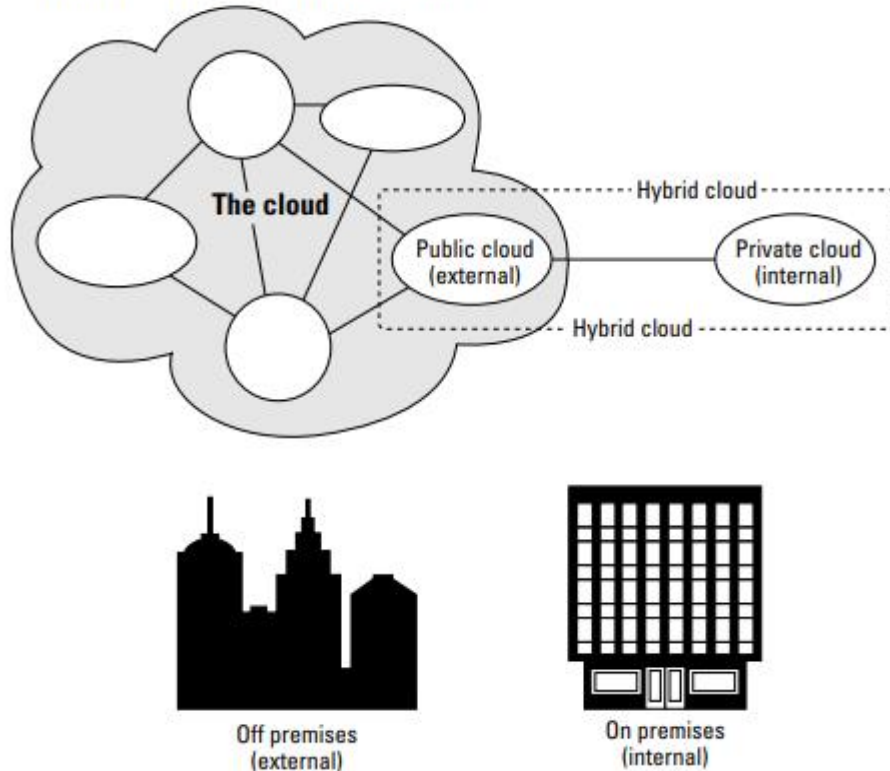 The cloud
Hybrid cloud
Public cloud
(external)
Private cloud
(internal)
Hybrid cloud
Off premises
(external)
On premises
(internal)